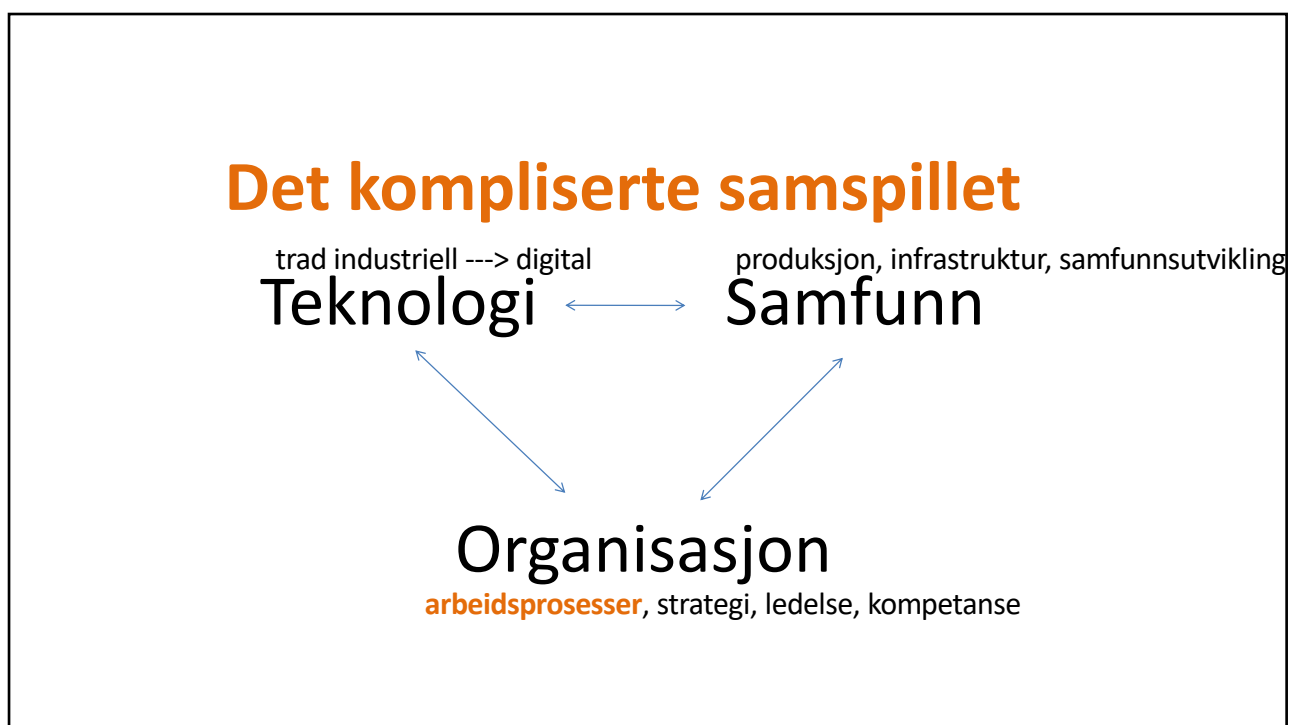 Det kompliserte samspillet
trad industriell ---> digital
Teknologi
produksjon, infrastruktur, samfunnsutvikling
Samfunn
Organisasjon
arbeidsprosesser, strategi, ledelse, kompetanse